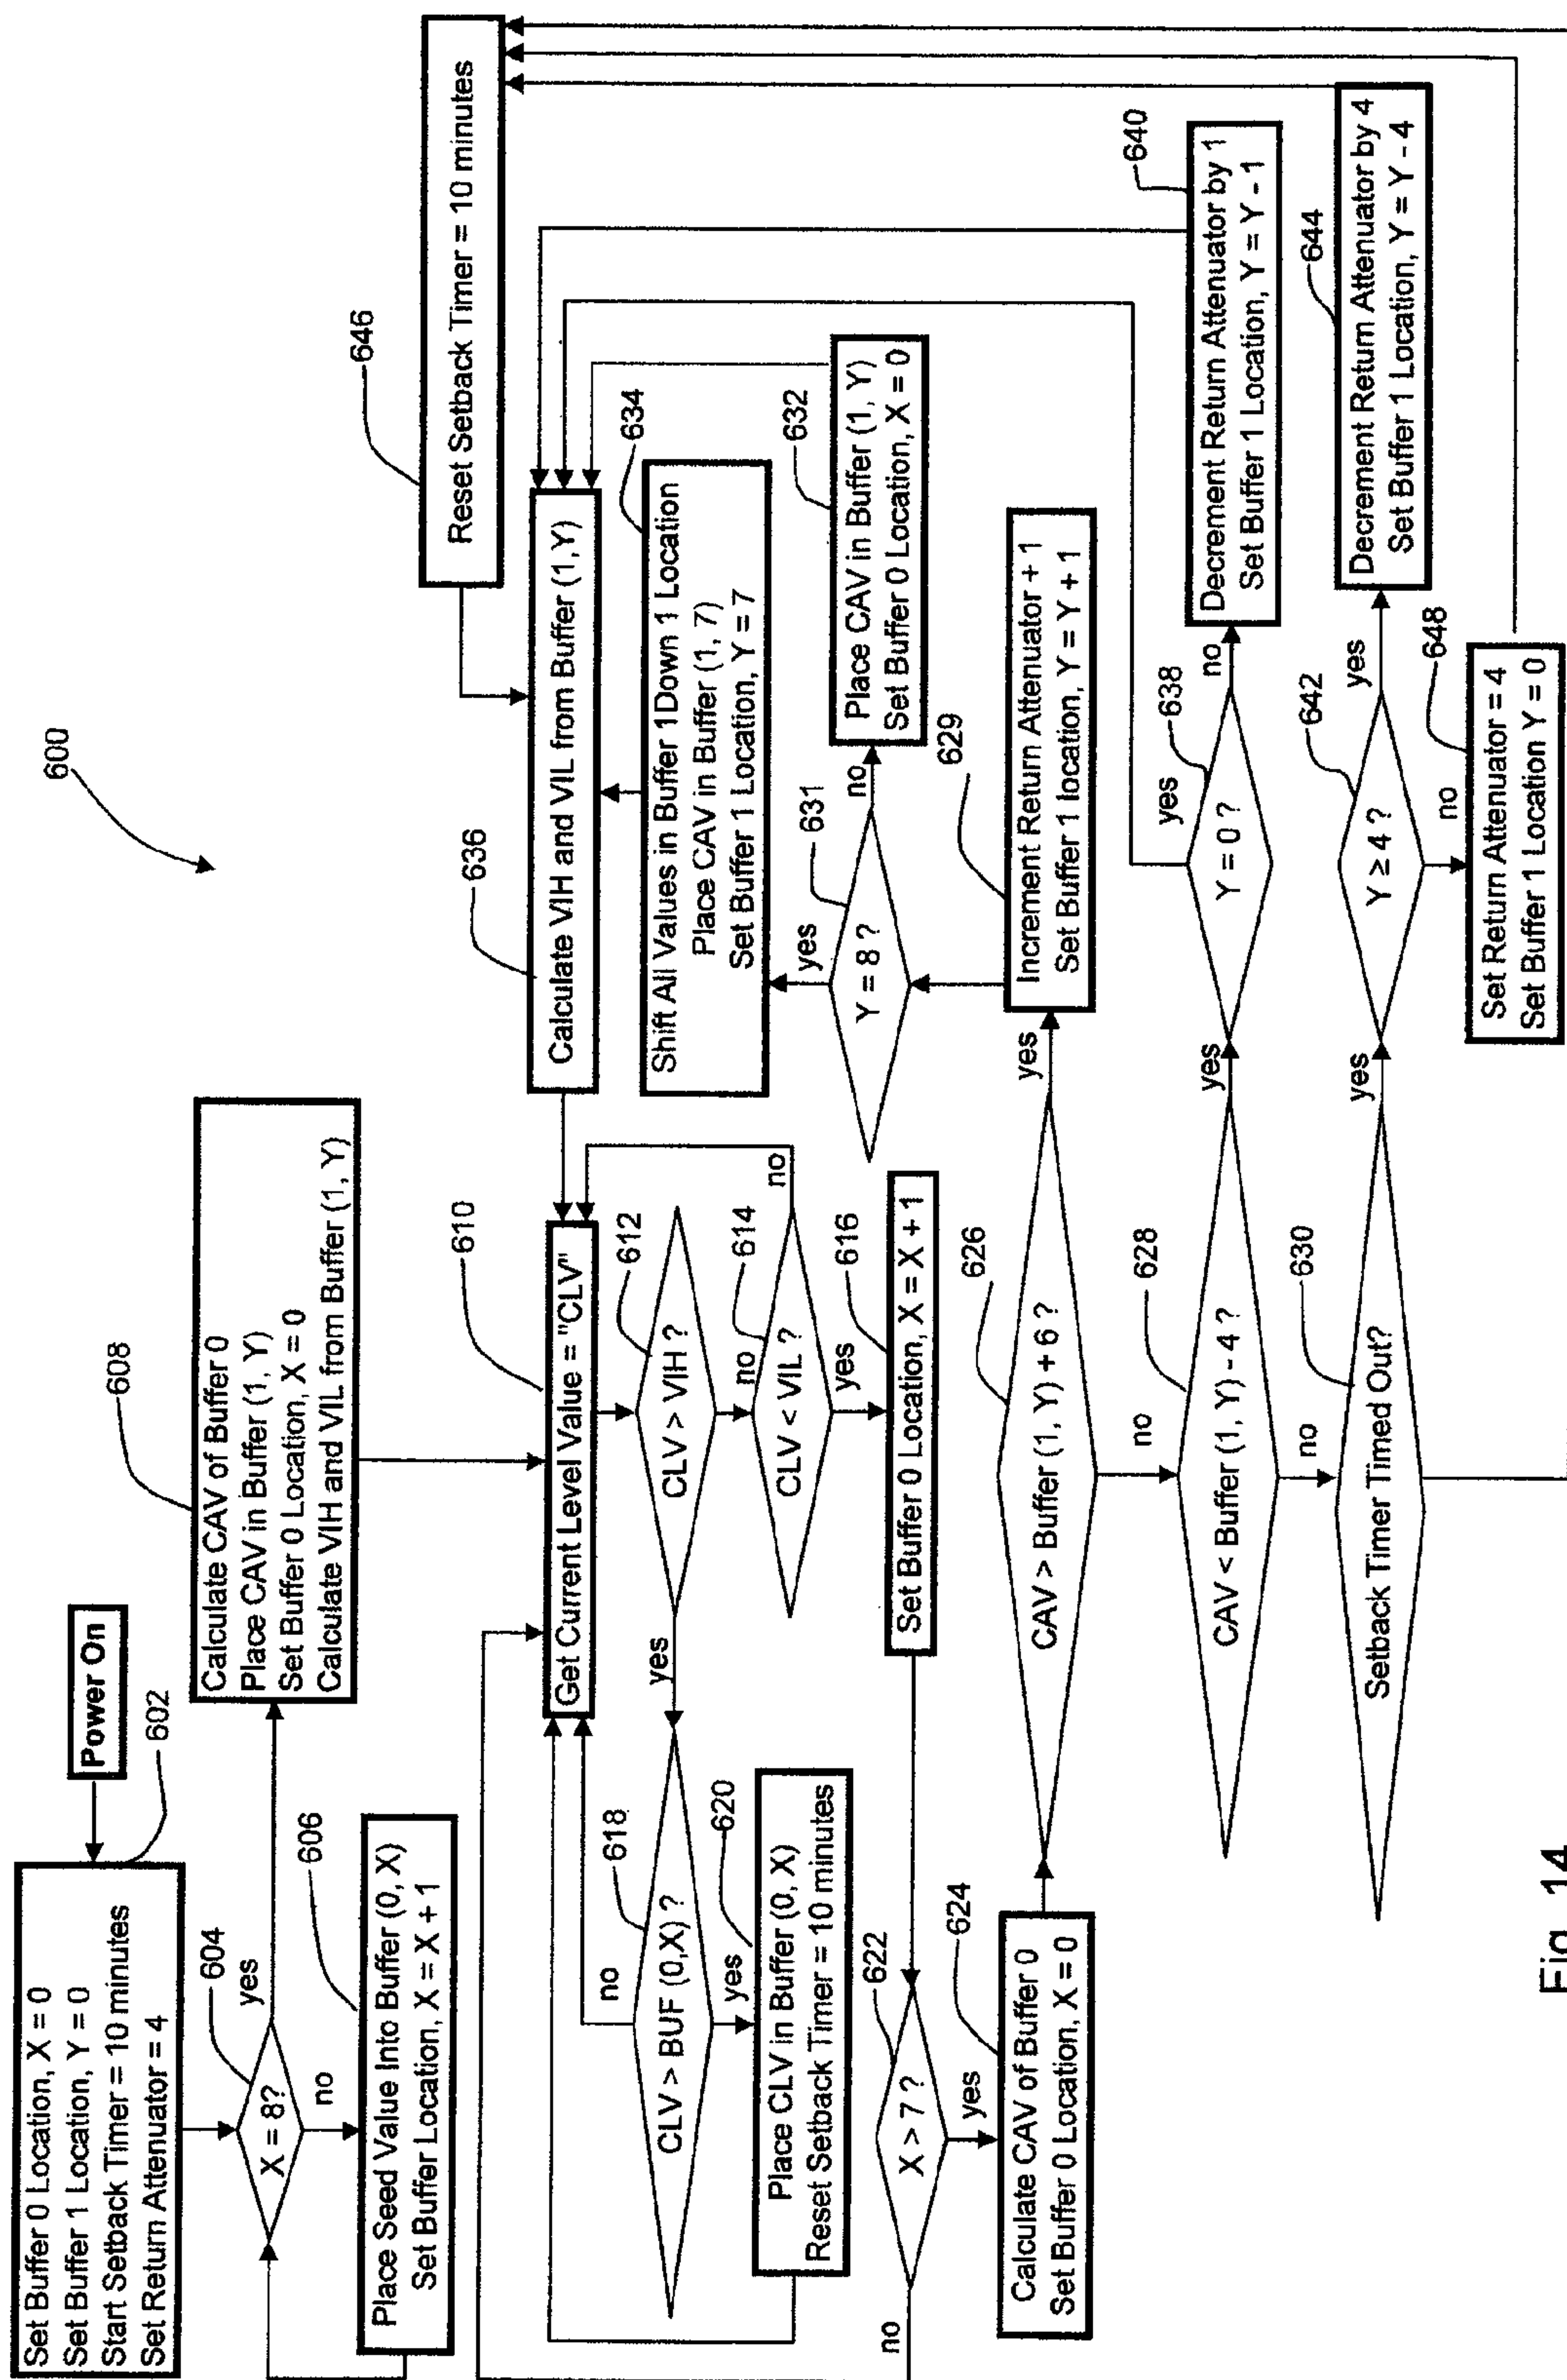 600
Power On
Set Buffer 0 Location, X = 0
Set Buffer 1 Location, Y = 0
Start Setback Timer = 10 minutes
Set Return Attenuator = 4
602
X = 8?
604
yes
no
Place Seed Value Into Buffer (0, X)
Set Buffer Location, X = X + 1
606
Calculate CAV of Buffer 0
Place CAV in Buffer (1, Y)
Set Buffer 0 Location, X = 0
Calculate VIH and VIL from Buffer (1, Y)
608
Get Current Level Value = "CLV"
610
CLV > VIH ?
612
yes
no
CLV < VIL ?
614
no
yes
Set Buffer 0 Location, X = X + 1
616
CLV > BUF (0,X) ?
618
no
yes
Place CLV in Buffer (0, X)
Reset Setback Timer = 10 minutes
620
X > 7 ?
622
no
yes
Calculate CAV of Buffer 0
Set Buffer 0 Location, X = 0
624
CAV > Buffer (1, Y) + 6 ?
626
yes
no
CAV < Buffer (1, Y) - 4 ?
628
yes
no
Setback Timer Timed Out?
630
yes
Increment Return Attenuator + 1
Set Buffer 1 location, Y = Y + 1
629
Y = 8 ?
631
yes
no
Place CAV in Buffer (1, Y)
Set Buffer 0 Location, X = 0
632
Shift All Values in Buffer 1Down 1 Location
Place CAV in Buffer (1, 7)
Set Buffer 1 Location, Y = 7
634
Calculate VIH and VIL from Buffer (1,Y)
636
Y = 0 ?
638
yes
no
Decrement Return Attenuator by 1
Set Buffer 1 Location, Y = Y - 1
640
Y ≥ 4 ?
642
yes
no
Decrement Return Attenuator by 4
Set Buffer 1 Location, Y = Y - 4
644
Reset Setback Timer = 10 minutes
646
Set Return Attenuator = 4
Set Buffer 1 Location Y = 0
648
Fig. 14